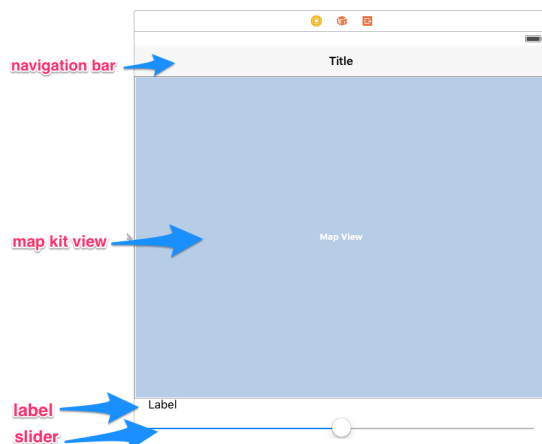 Title
navigation bar
Map View
map kit view
Label
label
slider